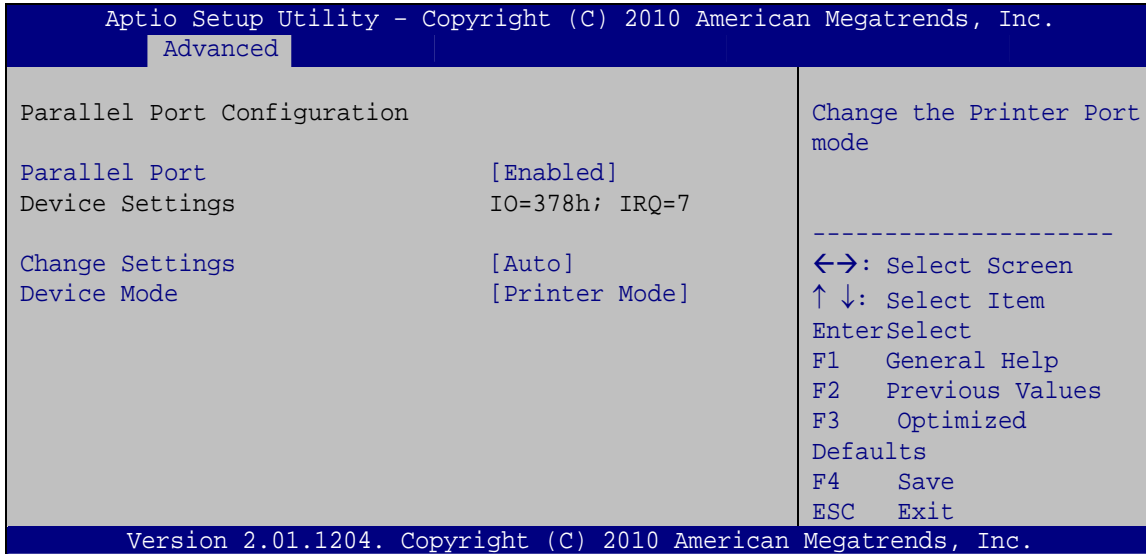 Aptio Setup Utility – Copyright (C) 2010 American Megatrends, Inc.
Advanced
Parallel Port Configuration
Parallel Port [Enabled]
Device Settings IO=378h; IRQ=7
Change Settings [Auto]
Device Mode [Printer Mode]
Change the Printer Port
mode
---------------------
←→: Select Screen
↑ ↓: Select Item
EnterSelect
F1 General Help
F2 Previous Values
F3 Optimized
Defaults
F4 Save
ESC Exit
Version 2.01.1204. Copyright (C) 2010 American Megatrends, Inc.